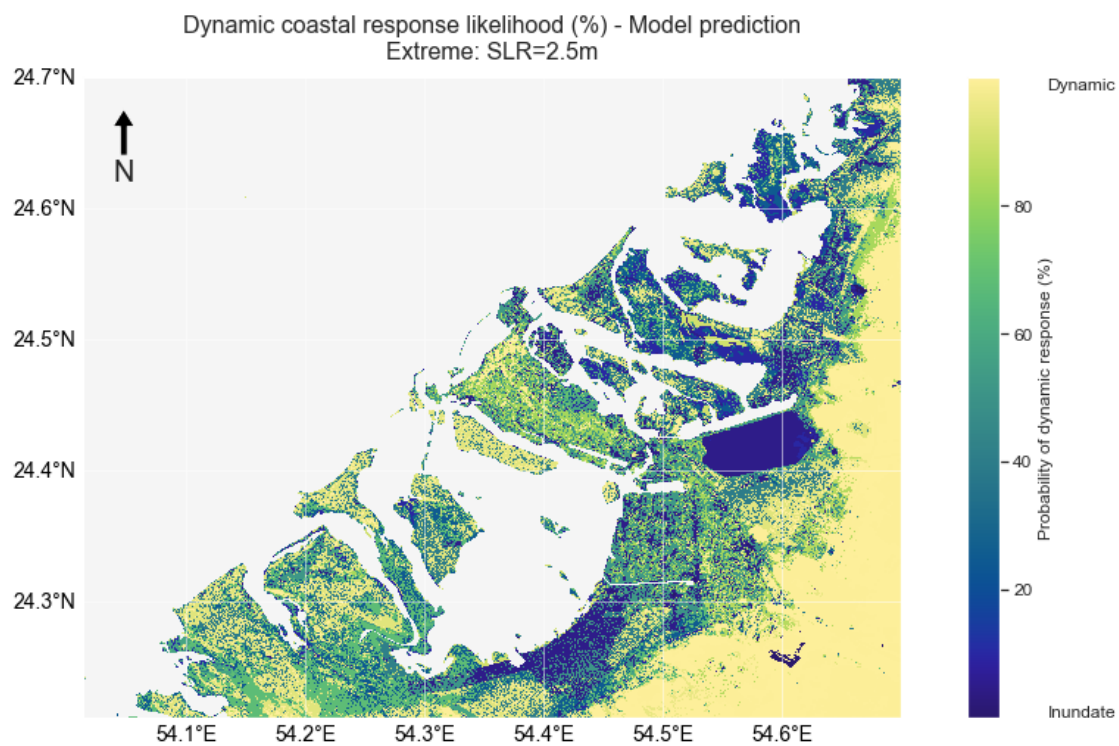 Dynamic coastal response likelihood (%) - Model prediction
Extreme: SLR=2.5m
24.7°N
24.6°N
24.5°N
24.4°N
24.3°N
N
54.1°E
54.2°E
54.3°E
54.4°E
54.5°E
54.6°E
Dynamic
80
60
40
20
Inundate
Probability of dynamic response (%)